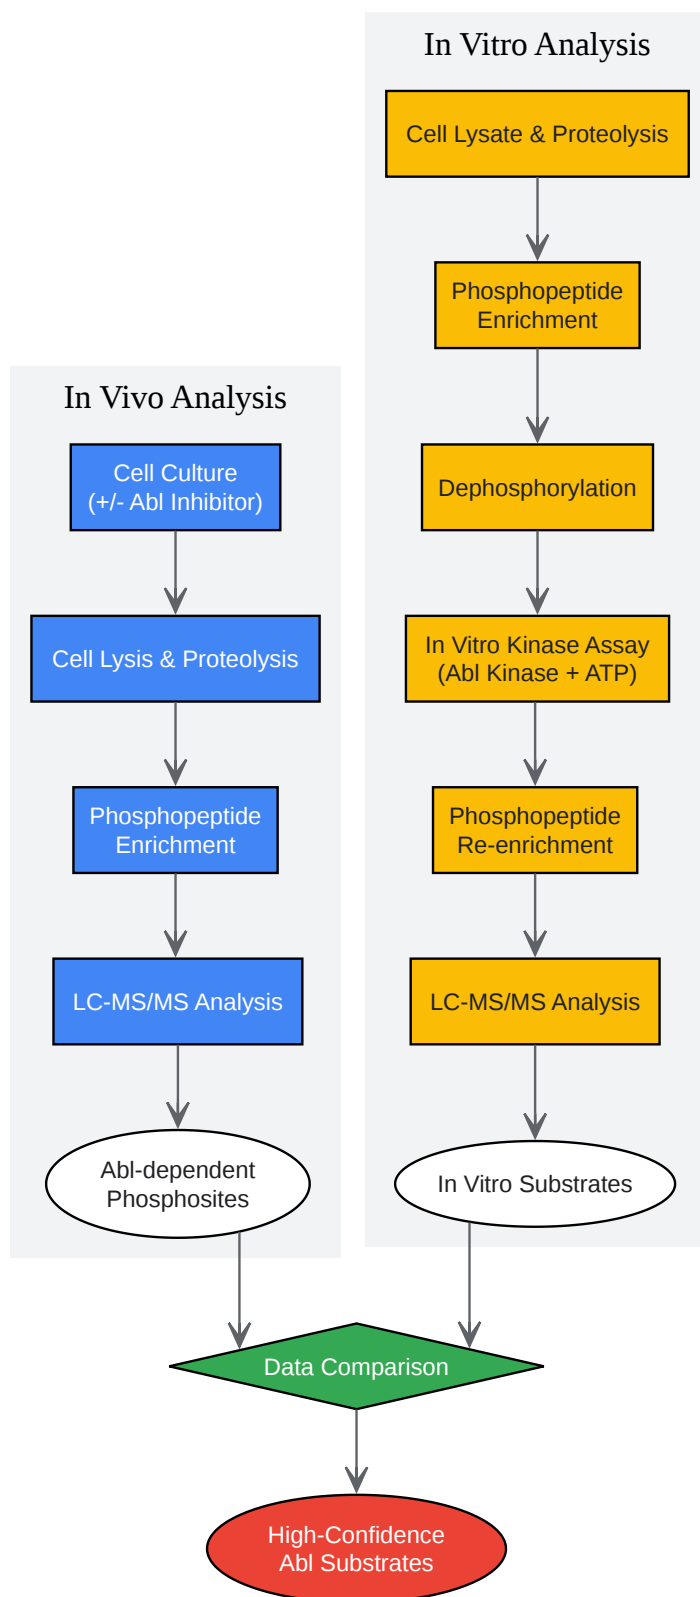 In Vitro Analysis
Cell Lysate & Proteolysis
Phosphopeptide
Enrichment
Dephosphorylation
In Vitro Kinase Assay
(Abl Kinase + ATP)
Phosphopeptide
Re-enrichment
LC-MS/MS Analysis
In Vitro Substrates
In Vivo Analysis
Cell Culture
(+/- Abl Inhibitor)
Cell Lysis & Proteolysis
Phosphopeptide
Enrichment
LC-MS/MS Analysis
Abl-dependent
Phosphosites
Data Comparison
High-Confidence
Abl Substrates